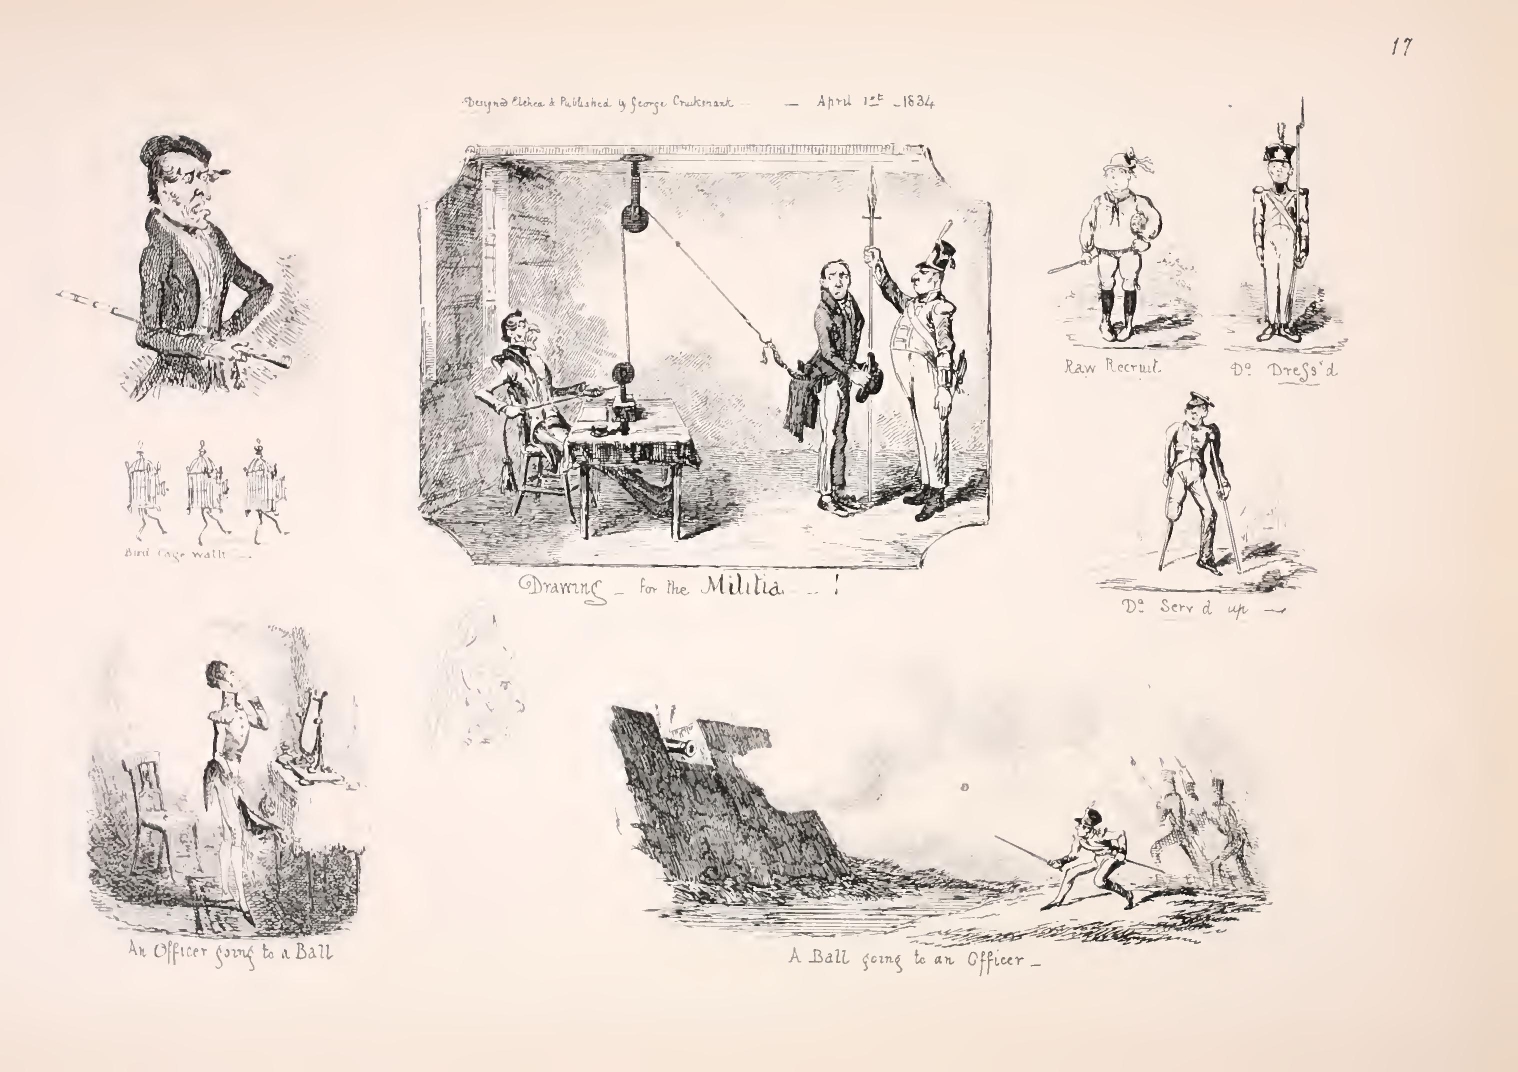 17
Designed Etched & Published by George Cruikshank — April 1st 1834
Raw Recruit
Do Dress'd
Bird Cage Walk
Drawing – for the Militia – – !
Do Serv'd up –
An Officer going to a Ball
A Ball going to an Officer –